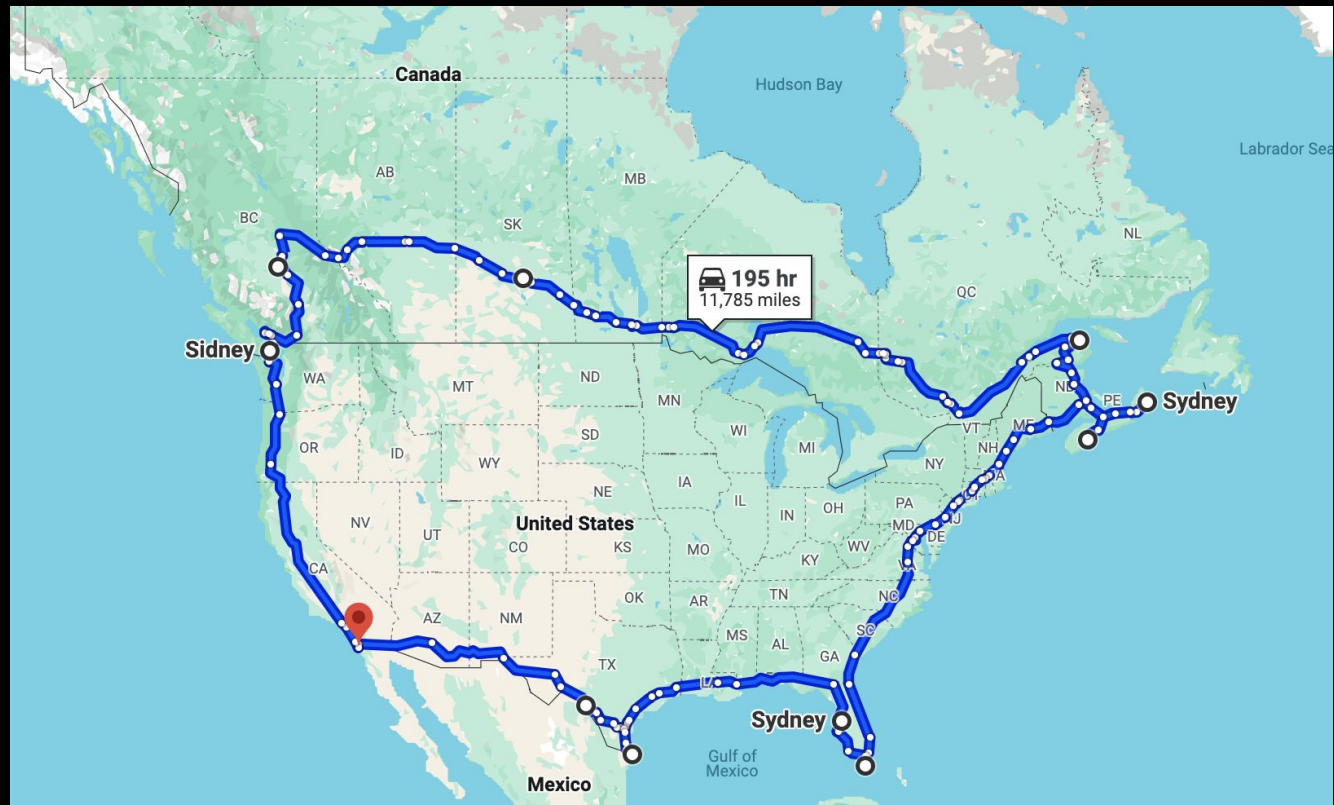 Canada
Hudson Bay
Labrador Sea
AB
MB
SK
BC
NL
195 hr
11,785 miles
QC
Sidney
WA
MT
ND
MN
PE
Sydney
VT
ME
OR
ID
SD
WI
MI
NH
WY
NY
IA
NE
IL
IN
OH
PA
NJ
NV
UT
United States
MD
DE
CO
KS
MO
WV
KY
VA
CA
OK
AR
TN
NC
AZ
NM
MS
AL
SC
GA
TX
LA
Sydney
Gulf of
Mexico
Mexico